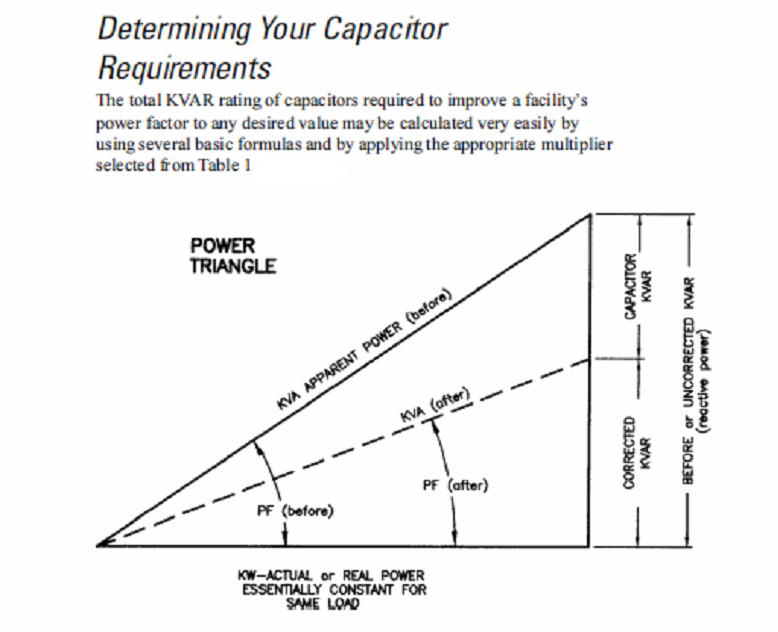 Determining Your Capacitor
Requirements
The total KVAR rating of capacitors required to improve a facility's
power factor to any desired value may be calculated very easily by
using several basic formulas and by applying the appropriate multiplier
selected from Table 1
POWER
TRIANGLE
KVA APPARENT POWER (before)
KVA (after)
PF (before)
PF (after)
CAPACITOR
KVAR
CORRECTED
KVAR
BEFORE or UNCORRECTED KVAR
(reactive power)
KW-ACTUAL or REAL POWER
ESSENTIALLY CONSTANT FOR
SAME LOAD